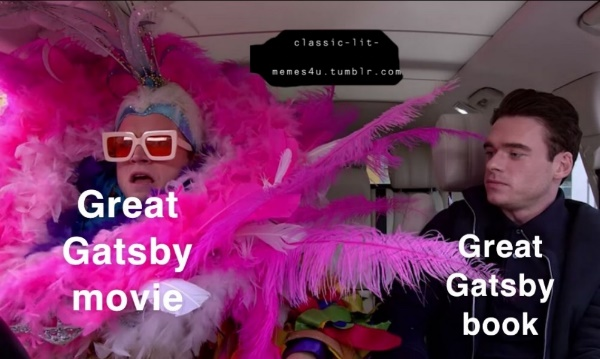 classic-lit-
memes4u.tumblr.com
Great
Gatsby
movie
Great
Gatsby
book